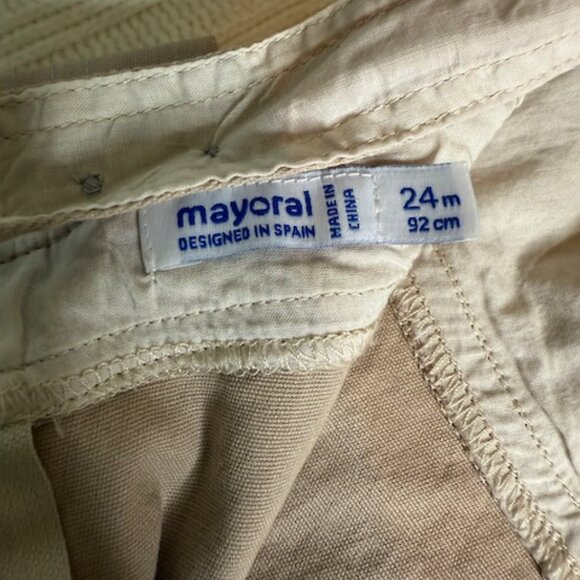 mayoral
DESIGNED IN SPAIN
MADE IN
CHINA
24 m
92 cm